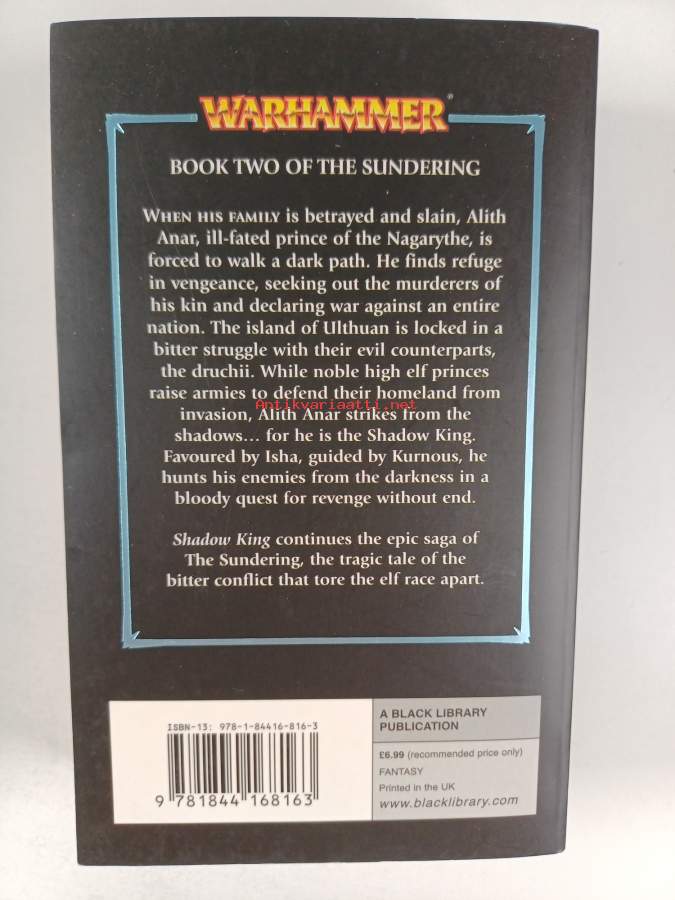 WARHAMMER®
BOOK TWO OF THE SUNDERING
WHEN HIS FAMILY is betrayed and slain, Alith
Anar, ill-fated prince of the Nagarythe, is
forced to walk a dark path. He finds refuge
in vengeance, seeking out the murderers of
his kin and declaring war against an entire
nation. The island of Ulthuan is locked in a
bitter struggle with their evil counterparts,
the druchii. While noble high elf princes
raise armies to defend their homeland from
Antikvariaatti.net
invasion, Alith Anar strikes from the
shadows... for he is the Shadow King.
Favoured by Isha, guided by Kurnous, he
hunts his enemies from the darkness in a
bloody quest for revenge without end.
Shadow King continues the epic saga of
The Sundering, the tragic tale of the
bitter conflict that tore the elf race apart.
ISBN-13: 978-1-84416-816-3
9 781844 168163
A BLACK LIBRARY
PUBLICATION
£6.99 (recommended price only)
FANTASY
Printed in the UK
www.blacklibrary.com